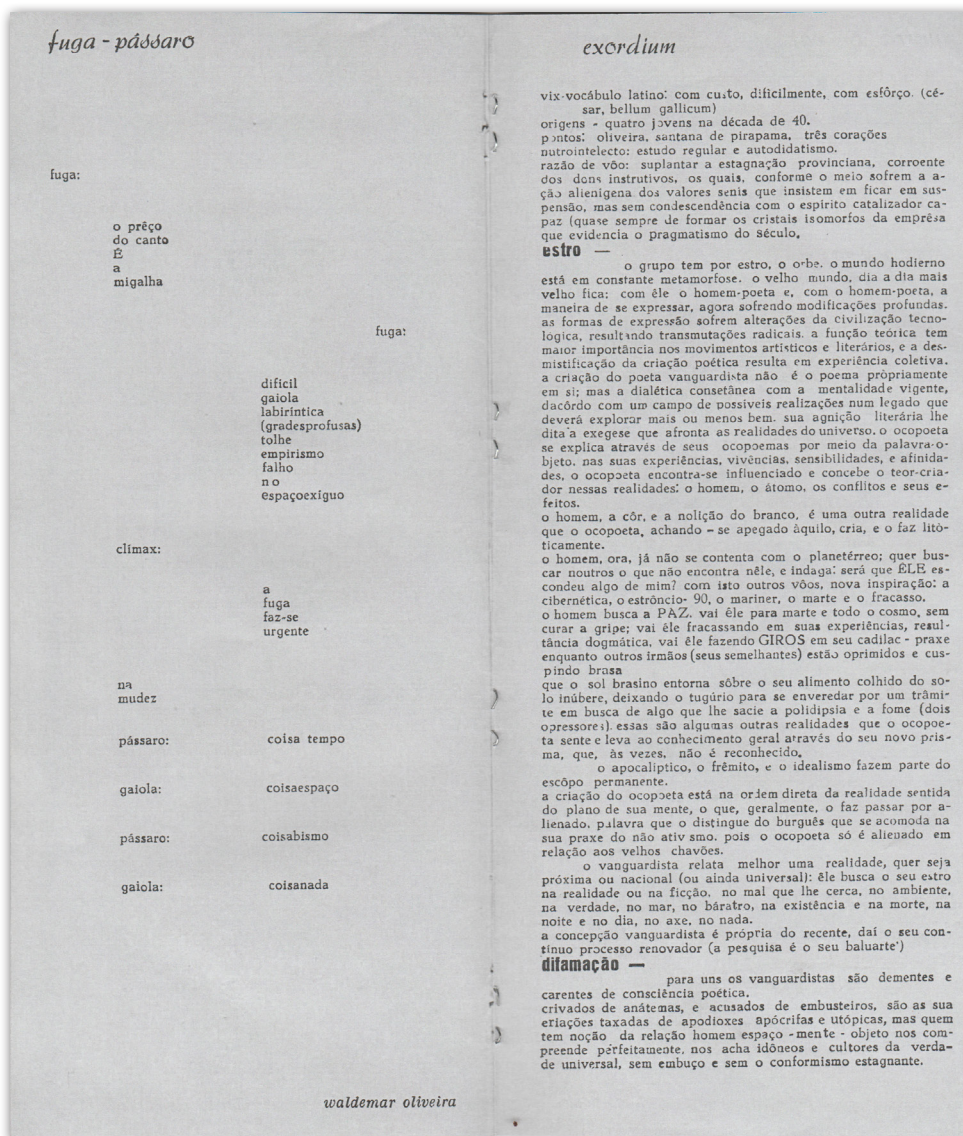 fuga - pássaro
fuga:
o prêço
do canto
É
a
migalha
fuga:
difícil
gaiola
labiríntica
(gradesprofusas)
tolhe
empirismo
falho
n o
espaçoexíguo
clímax:
a
fuga
faz-se
urgente
na
mudez
pássaro: coisa tempo
gaiola: coisaespaço
pássaro: coisabismo
gaiola: coisanada
waldemar oliveira
exordium
vix-vocábulo latino: com custo, dificilmente, com esfôrço. (cé-
sar, bellum gallicum)
origens - quatro jovens na década de 40.
pontos: oliveira, santana de pirapama, três corações
nutrointelecto: estudo regular e autodidatismo.
razão de vôo: suplantar a estagnação provinciana, corroente
dos dons instrutivos, os quais, conforme o meio sofrem a a-
ção alienígena dos valores senis que insistem em ficar em sus-
pensão, mas sem condescendência com o espírito catalizador ca-
paz (quase sempre de formar os cristais isomorfos da emprêsa
que evidencia o pragmatismo do século.
estro —
o grupo tem por estro, o orbe. o mundo hodierno
está em constante metamorfose. o velho mundo, dia a dia mais
velho fica; com êle o homem-poeta e, com o homem-poeta, a
maneira de se expressar, agora sofrendo modificações profundas.
as formas de expressão sofrem alterações da civilização tecno-
lógica, resultando transmutações radicais. a função teórica tem
maior importância nos movimentos artísticos e literários, e a des-
mistificação da criação poética resulta em experiência coletiva.
a criação do poeta vanguardista não é o poema própriamente
em si; mas a dialética consetânea com a mentalidade vigente,
dacôrdo com um campo de possíveis realizações num legado que
deverá explorar mais ou menos bem. sua agnição literária lhe
dita a exegese que afronta as realidades do universo. o ocopoeta
se explica através de seus ocopoemas por meio da palavra-o-
bjeto. nas suas experiências, vivências, sensibilidades, e afinida-
des, o ocopoeta encontra-se influenciado e concebe o teor-cria-
dor nessas realidades: o homem, o átomo, os conflitos e seus e-
feitos.
o homem, a côr, e a nolição do branco, é uma outra realidade
que o ocopoeta, achando - se apegado àquilo, cria, e o faz litò-
ticamente.
o homem, ora, já não se contenta com o planetérreo; quer bus-
car noutros o que não encontra nêle, e indaga: será que ÊLE es-
condeu algo de mim? com isto outros vôos, nova inspiração: a
cibernética, o estrôncio- 90, o mariner, o marte e o fracasso.
o homem busca a PAZ. vai êle para marte e todo o cosmo, sem
curar a gripe; vai êle fracassando em suas experiências, resul-
tância dogmática, vai êle fazendo GIROS em seu cadilac - praxe
enquanto outros irmãos (seus semelhantes) estão oprimidos e cus-
pindo brasa
que o sol brasino entorna sôbre o seu alimento colhido do so-
lo inúbere, deixando o tugúrio para se enveredar por um trâmi-
te em busca de algo que lhe sacie a polidipsia e a fome (dois
opressores). essas são algumas outras realidades que o ocopoe-
ta sente e leva ao conhecimento geral através do seu novo pris-
ma, que, às vezes, não é reconhecido.
o apocalíptico, o frêmito, e o idealismo fazem parte do
escôpo permanente.
a criação do ocopoeta está na ordem direta da realidade sentida
do plano de sua mente, o que, geralmente, o faz passar por a-
lienado. palavra que o distingue do burguês que se acomoda na
sua praxe do não ativ smo. pois o ocopoeta só é alienado em
relação aos velhos chavões.
o vanguardista relata melhor uma realidade, quer seja
próxima ou nacional (ou ainda universal): êle busca o seu estro
na realidade ou na ficção. no mal que lhe cerca, no ambiente,
na verdade, no mar, no báratro, na existência e na morte, na
noite e no dia, no axe, no nada.
a concepção vanguardista é própria do recente, daí o seu con-
tínuo processo renovador (a pesquisa é o seu baluarte')
difamação —
para uns os vanguardistas são dementes e
carentes de consciência poética.
crivados de anátemas, e acusados de embusteiros, são as sua
criações taxadas de apodioxes apócrifas e utópicas, mas quem
tem noção da relação homem espaço - mente - objeto nos com-
preende perfeitamente, nos acha idôneos e cultores da verda-
de universal, sem embuço e sem o conformismo estagnante.